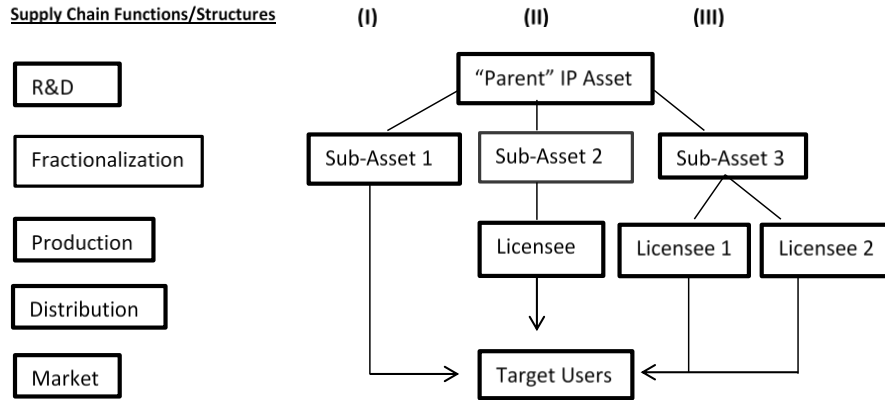 Supply Chain Functions/Structures (I) (II) (III)
“Parent” IP Asset
R&D
Fractionalization Sub-Asset 1 Sub-Asset 2 Sub-Asset 3
Production Licensee Licensee 1 Licensee 2
Distribution
Market Target Users